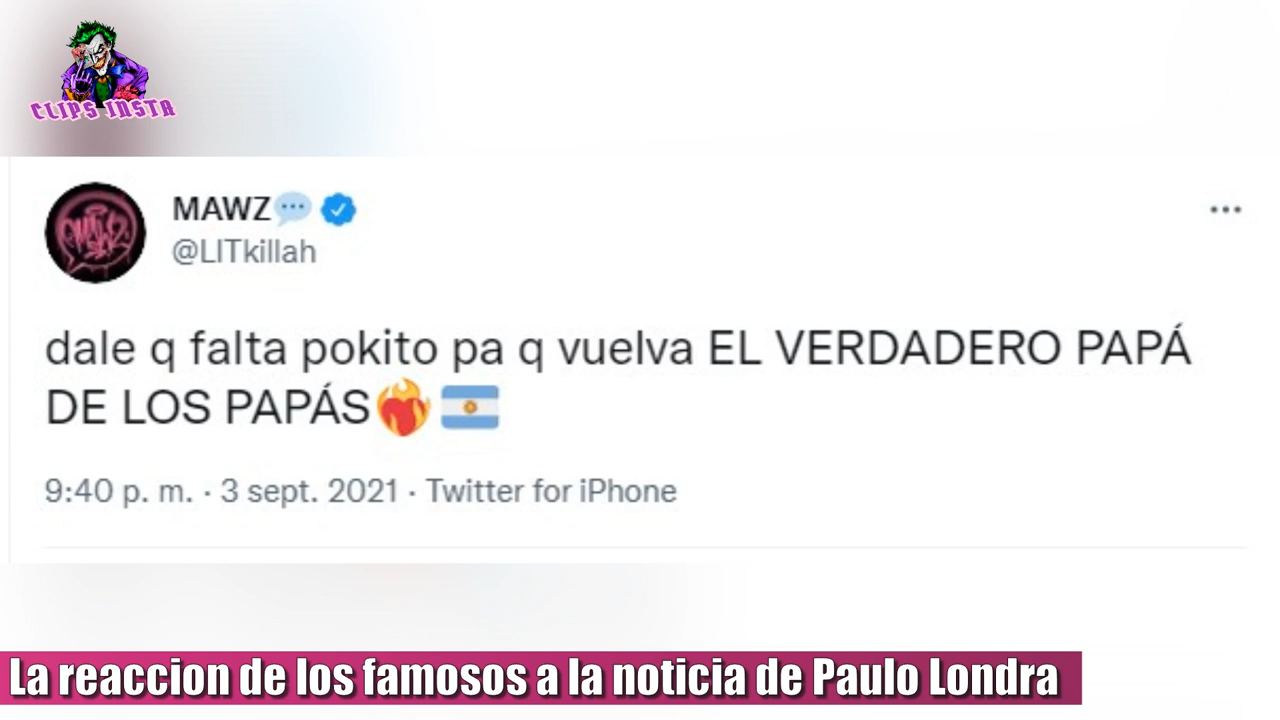 CLIPS INSTA
MAWZ💬
@LITkillah
dale q falta pokito pa q vuelva EL VERDADERO PAPÁ
DE LOS PAPÁS❤️‍🔥🇦🇷
9:40 p. m. · 3 sept. 2021 · Twitter for iPhone
La reaccion de los famosos a la noticia de Paulo Londra